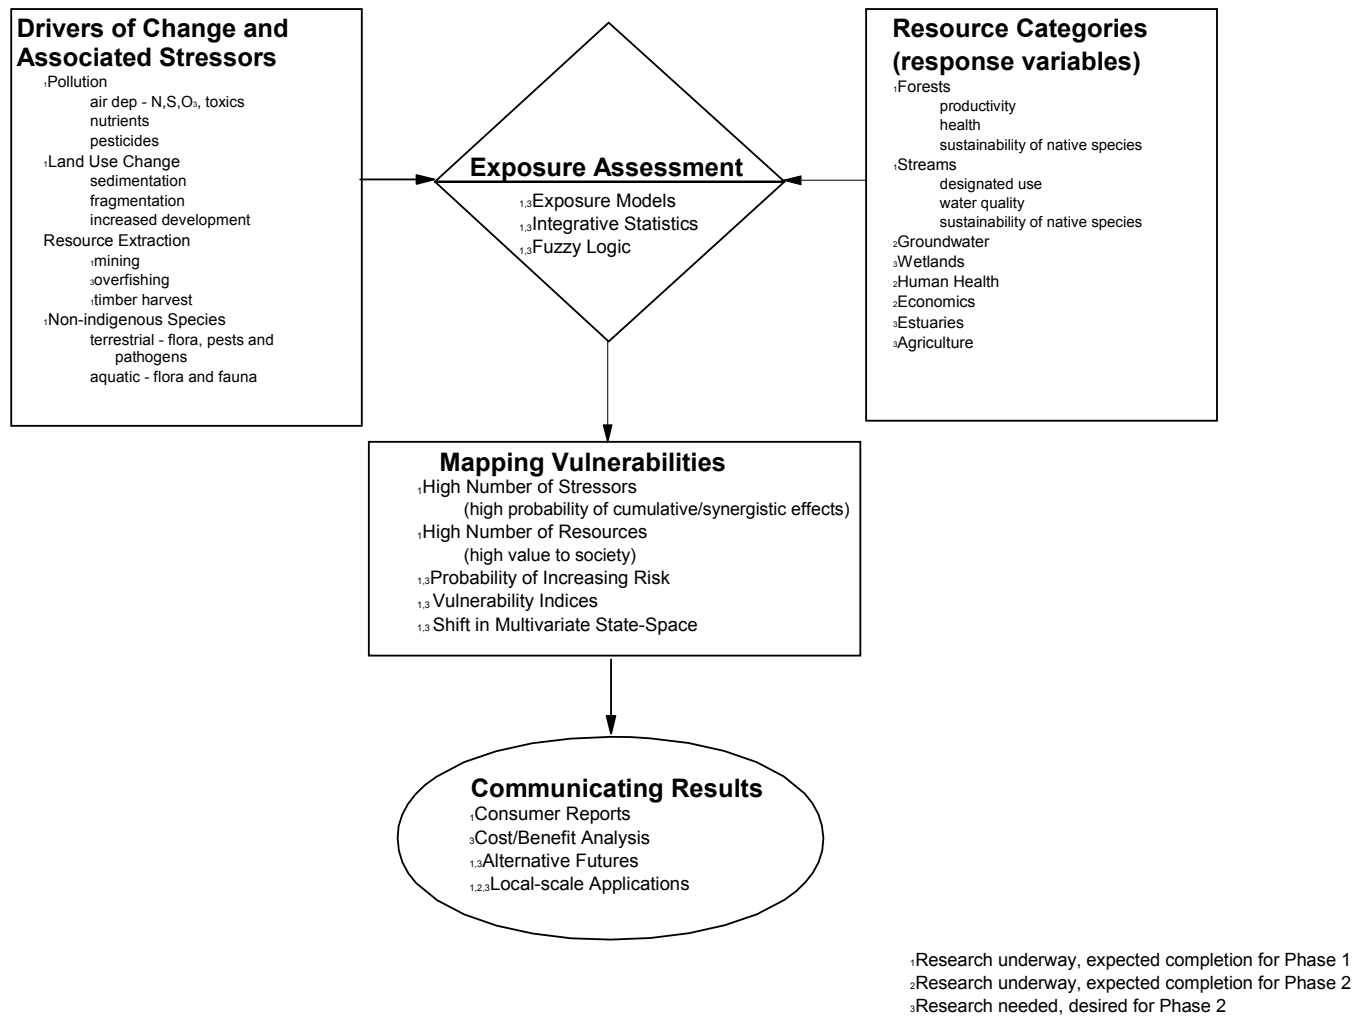 Drivers of Change and
Associated Stressors
1Pollution
air dep - N,S,O3, toxics
nutrients
pesticides
1Land Use Change
sedimentation
fragmentation
increased development
Resource Extraction
1mining
3overfishing
1timber harvest
1Non-indigenous Species
terrestrial - flora, pests and
pathogens
aquatic - flora and fauna
Exposure Assessment
1,3Exposure Models
1,3Integrative Statistics
1,3Fuzzy Logic
Resource Categories
(response variables)
1Forests
productivity
health
sustainability of native species
1Streams
designated use
water quality
sustainability of native species
2Groundwater
3Wetlands
2Human Health
2Economics
3Estuaries
3Agriculture
Mapping Vulnerabilities
1High Number of Stressors
(high probability of cumulative/synergistic effects)
1High Number of Resources
(high value to society)
1,3Probability of Increasing Risk
1,3 Vulnerability Indices
1,3 Shift in Multivariate State-Space
Communicating Results
1Consumer Reports
3Cost/Benefit Analysis
1,3Alternative Futures
1,2,3Local-scale Applications
1Research underway, expected completion for Phase 1
2Research underway, expected completion for Phase 2
3Research needed, desired for Phase 2